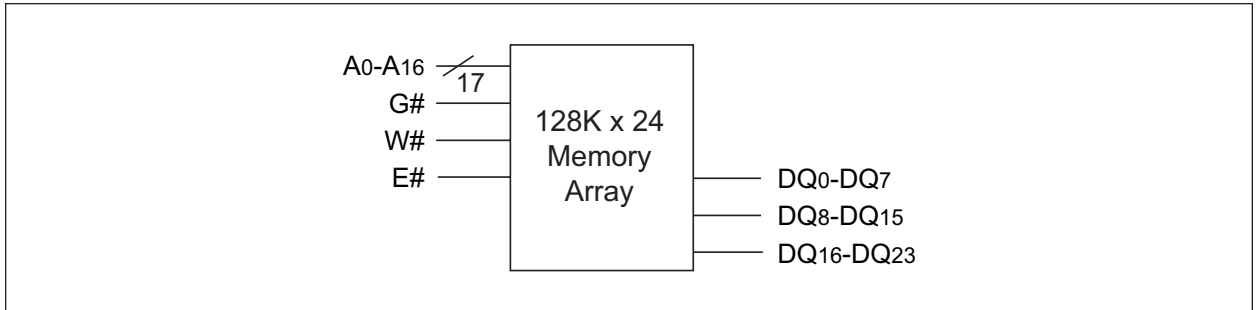 A0-A16
17
G#
W#
E#
128K x 24
Memory
Array
DQ0-DQ7
DQ8-DQ15
DQ16-DQ23